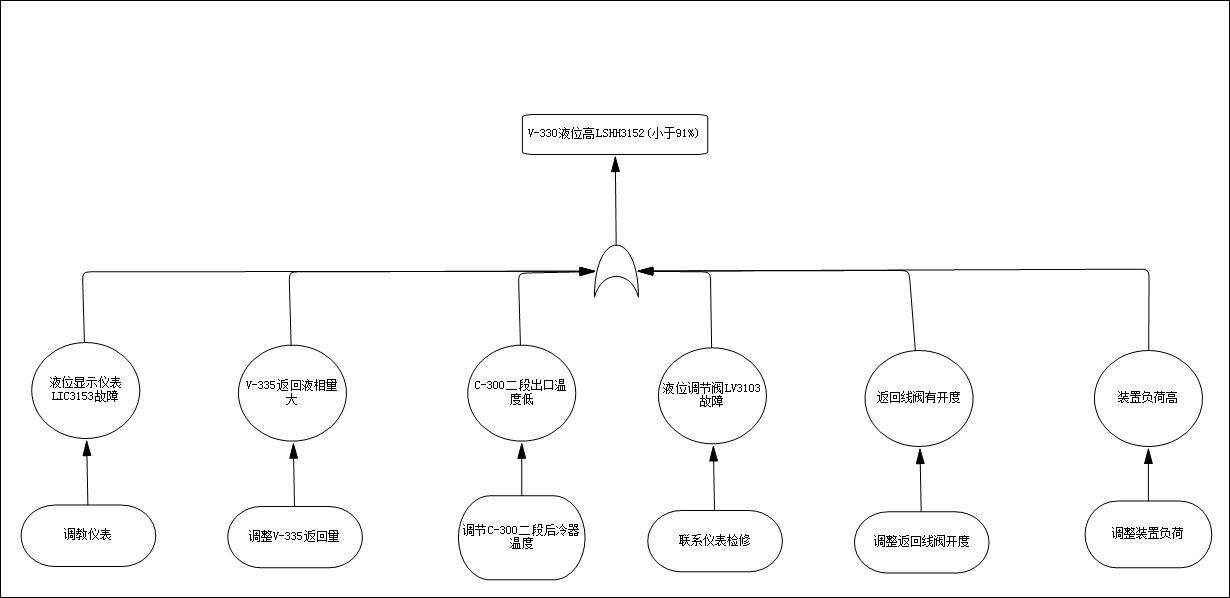 V-330液位高LSHH3152(小于91%)
液位显示仪表
LIC3153故障
V-335返回液相量
大
C-300二段出口温
度低
液位调节阀LV3103
故障
返回线阀有开度
装置负荷高
调教仪表
调整V-335返回量
调节C-300二段后冷器
温度
联系仪表检修
调整返回线阀开度
调整装置负荷